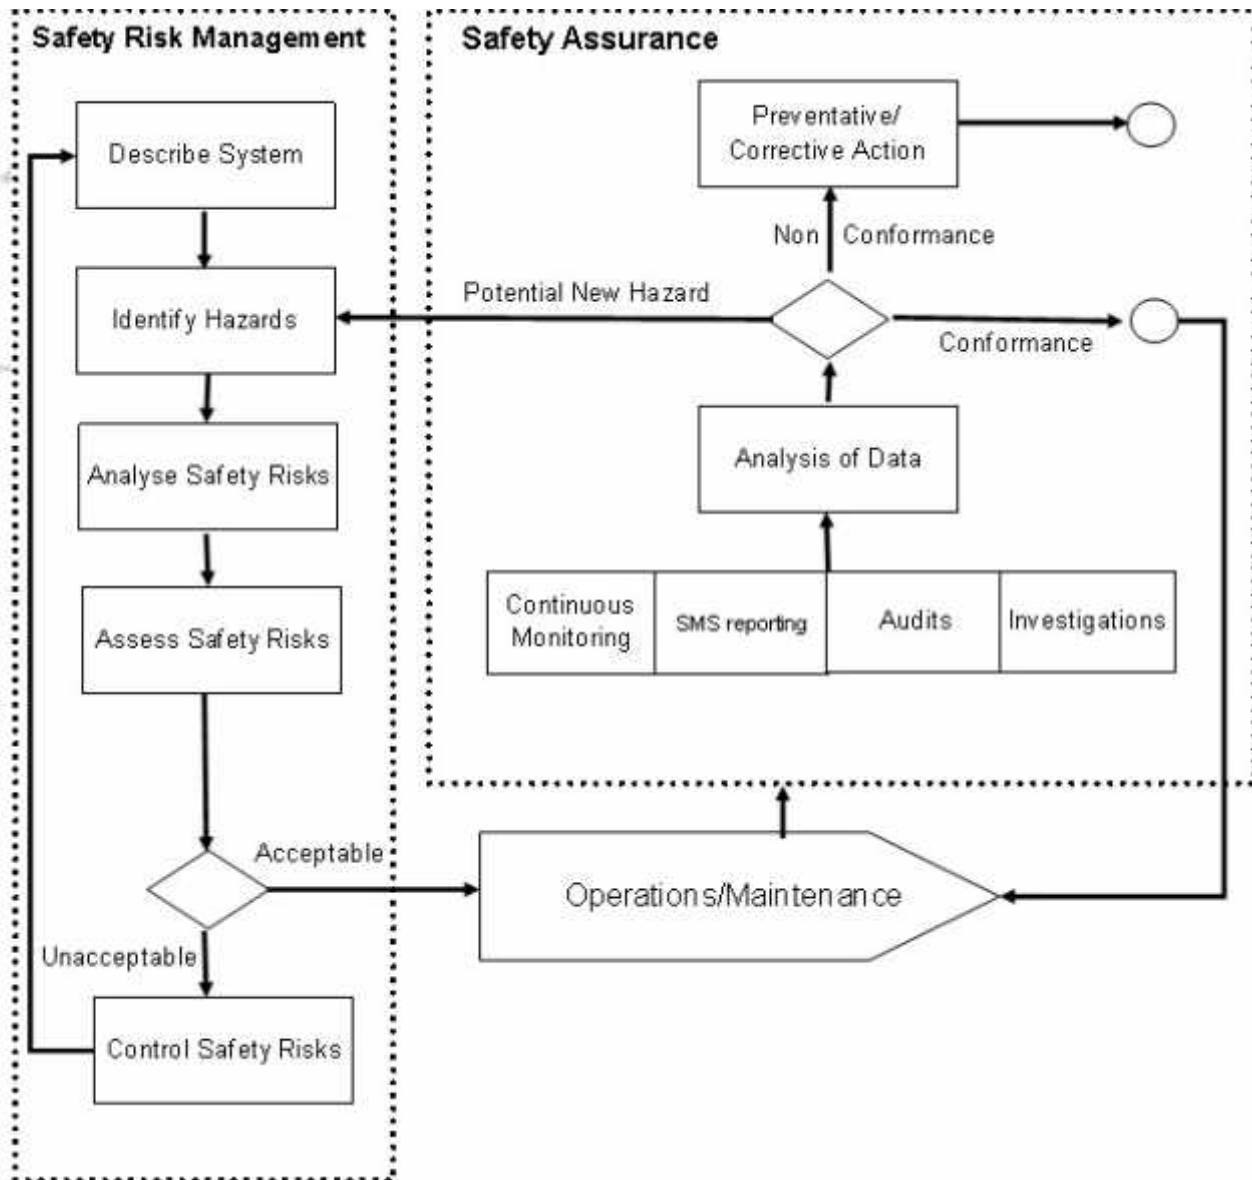 Safety Risk Management
Describe System
Identify Hazards
Analyse Safety Risks
Assess Safety Risks
Acceptable
Unacceptable
Control Safety Risks
Safety Assurance
Preventative/
Corrective Action
Non Conformance
Potential New Hazard
Conformance
Analysis of Data
Continuous
Monitoring
SMS reporting
Audits
Investigations
Operations/Maintenance